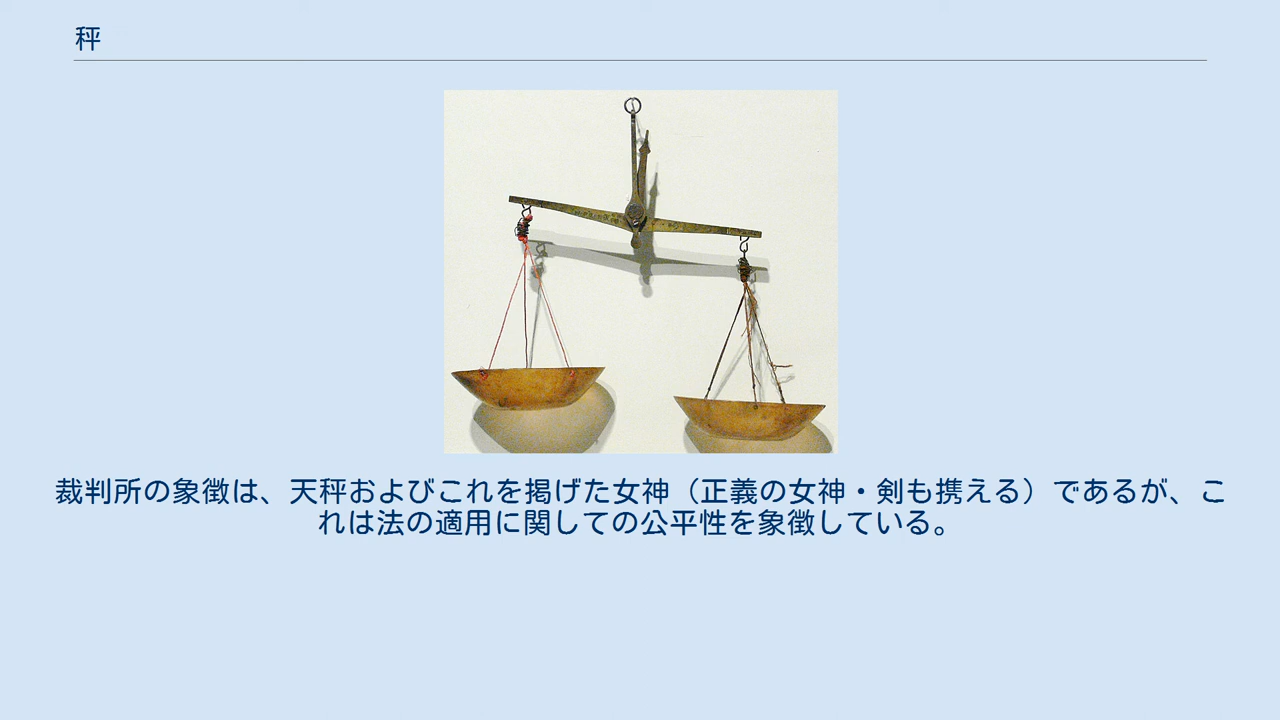 秤
裁判所の象徴は、天秤およびこれを掲げた女神（正義の女神・剣も携える）であるが、こ
れは法の適用に関しての公平性を象徴している。